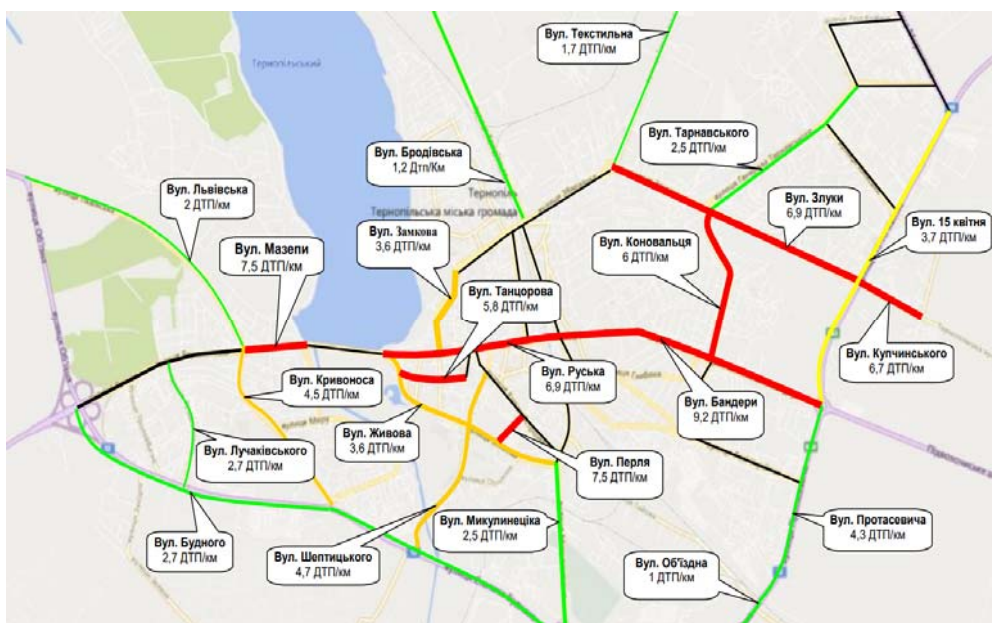 Вул. Текстильна
1,7 ДТП/км
Тернопільський
Вул. Тарнавського
2,5 ДТП/км
Вул. Бродівська
1,2 Дтп/Км
Вул. Злуки
6,9 ДТП/км
Вул. Львівська
2 ДТП/км
Тернопіль
Тернопільська міська громада
Вул. 15 квітня
3,7 ДТП/км
Вул. Замкова
3,6 ДТП/км
Вул. Коновальця
6 ДТП/км
Вул. Мазепи
7,5 ДТП/км
Вул. Танцорова
5,8 ДТП/км
Вул. Купчинського
6,7 ДТП/км
Вул. Кривоноса
4,5 ДТП/км
Вул. Руська
6,9 ДТП/км
Вул. Бандери
9,2 ДТП/км
вулиця Миру
Вул. Живова
3,6 ДТП/км
Вул. Лучаківського
2,7 ДТП/км
Вул. Перля
7,5 ДТП/км
Вул. Микулинеціка
2,5 ДТП/км
Вул. Протасевича
4,3 ДТП/км
Вул. Будного
2,7 ДТП/км
Вул. Шептицького
4,7 ДТП/км
Вул. Об'їздна
1 ДТП/км